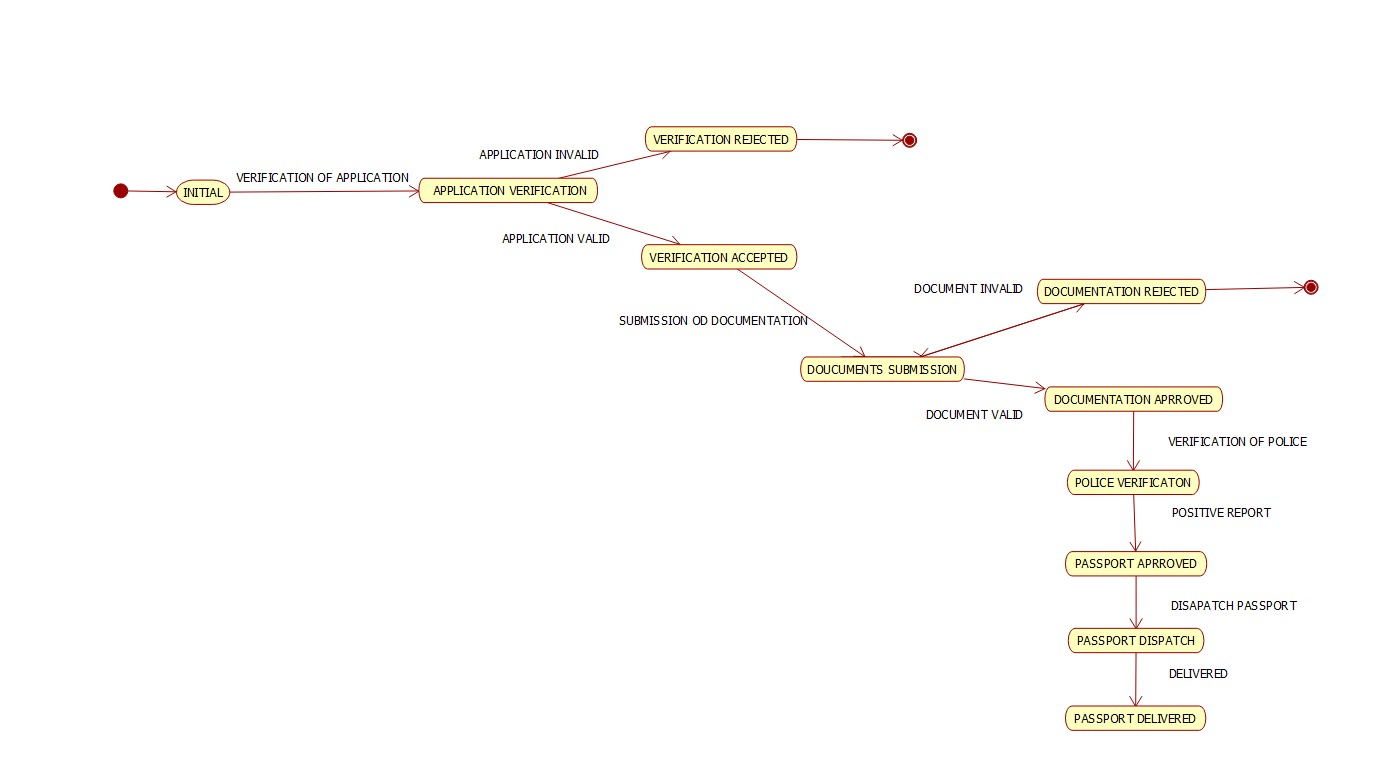 VERIFICATION REJECTED
APPLICATION INVALID
VERIFICATION OF APPLICATION
INITIAL
APPLICATION VERIFICATION
APPLICATION VALID
VERIFICATION ACCEPTED
DOCUMENT INVALID
DOCUMENTATION REJECTED
SUBMISSION OD DOCUMENTATION
DOUCUMENTS SUBMISSION
DOCUMENTATION APRROVED
DOCUMENT VALID
VERIFICATION OF POLICE
POLICE VERIFICATON
POSITIVE REPORT
PASSPORT APRROVED
DISAPATCH PASSPORT
PASSPORT DISPATCH
DELIVERED
PASSPORT DELIVERED